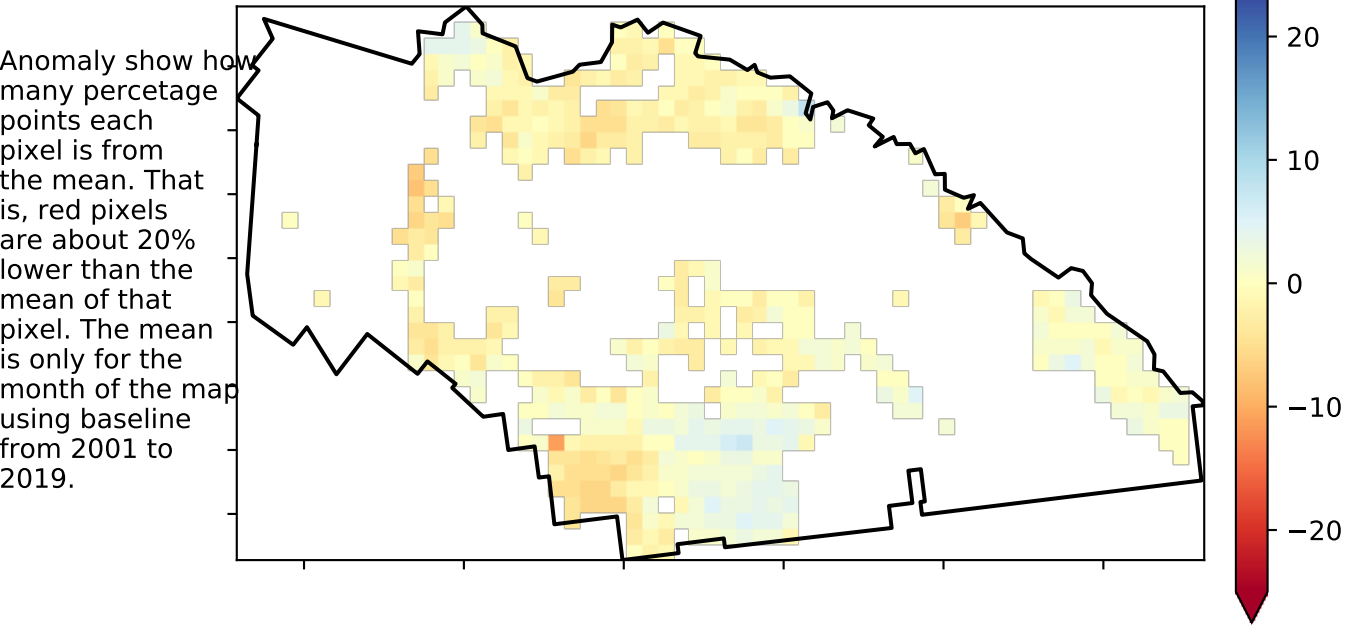 Anomaly show how
many percetage
points each
pixel is from
the mean. That
is, red pixels
are about 20%
lower than the
mean of that
pixel. The mean
is only for the
month of the map
using baseline
from 2001 to
2019.
20
10
0
−10
−20